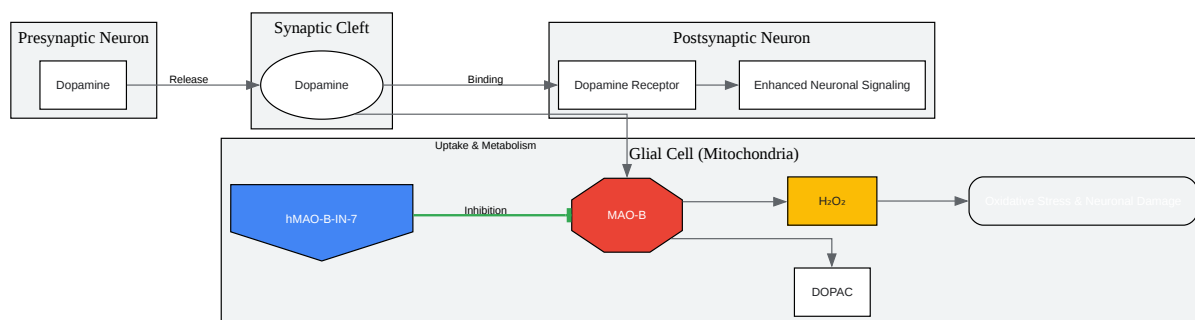 Presynaptic Neuron
Dopamine
Release
Synaptic Cleft
Dopamine
Binding
Postsynaptic Neuron
Dopamine Receptor
Enhanced Neuronal Signaling
Uptake & Metabolism
Glial Cell (Mitochondria)
hMAO-B-IN-7
Inhibition
MAO-B
H₂O₂
Oxidative Stress & Neuronal Damage
DOPAC